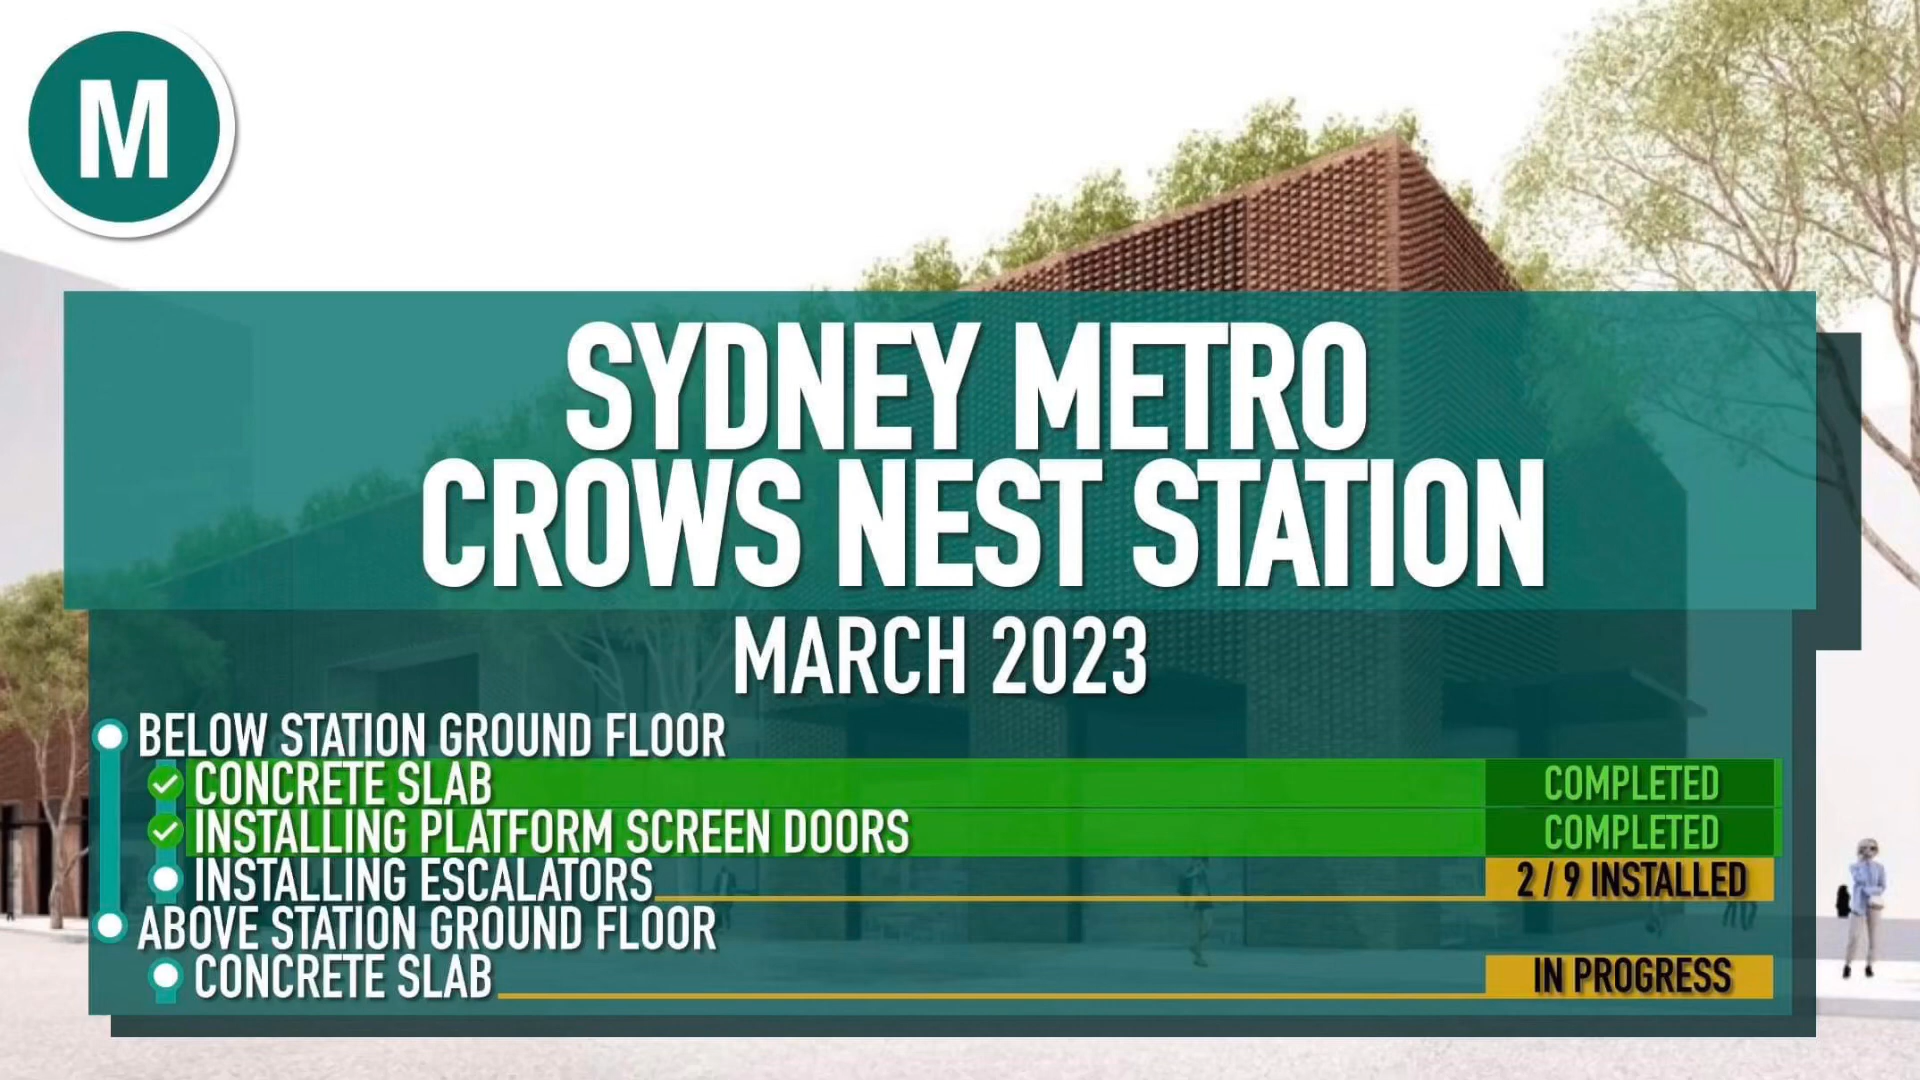 M
SYDNEY METRO
CROWS NEST STATION
MARCH 2023
BELOW STATION GROUND FLOOR
CONCRETE SLAB COMPLETED
INSTALLING PLATFORM SCREEN DOORS COMPLETED
INSTALLING ESCALATORS 2 / 9 INSTALLED
ABOVE STATION GROUND FLOOR
CONCRETE SLAB IN PROGRESS